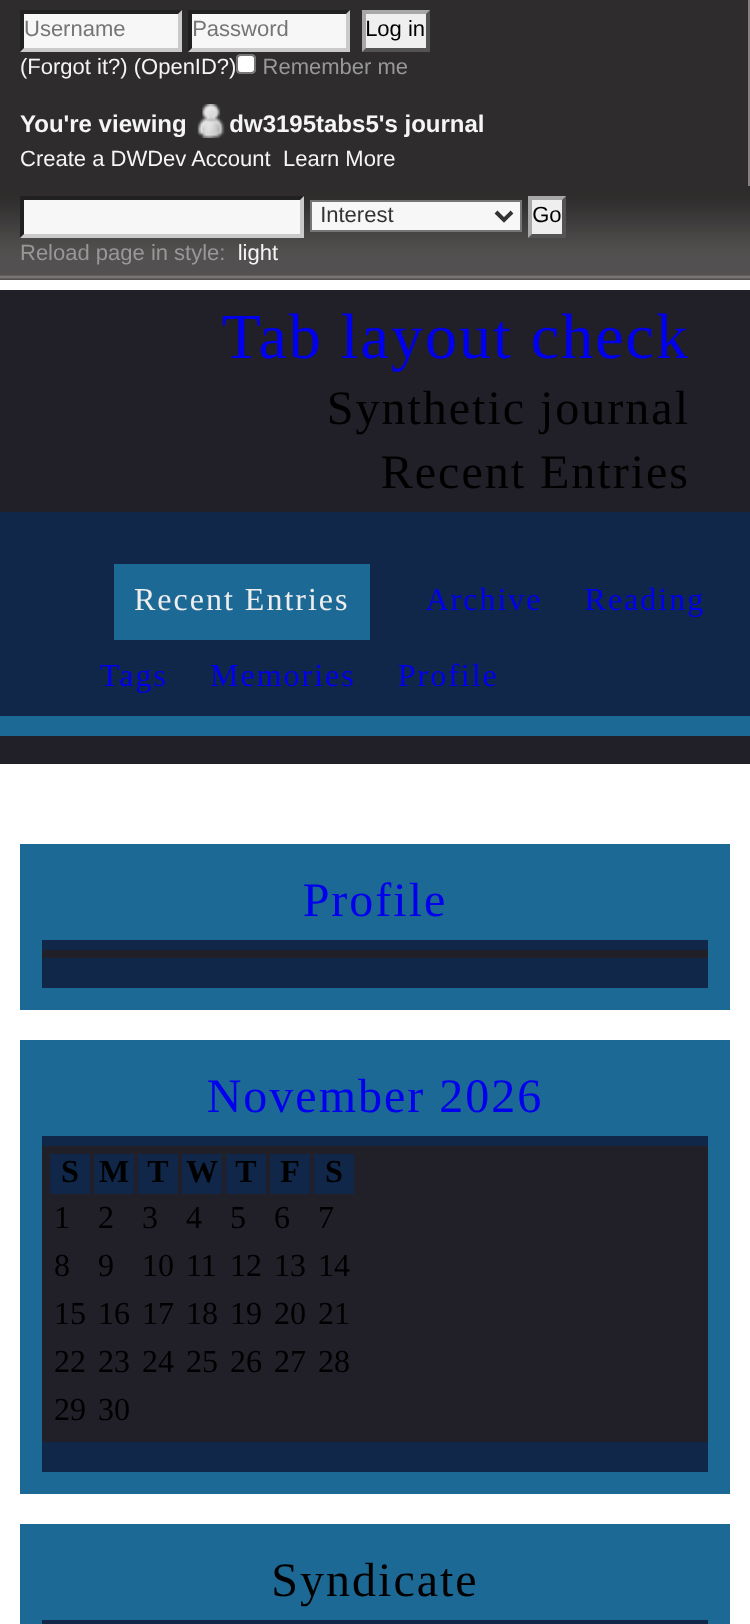 Username Password Log in
(Forgot it?) (OpenID?) Remember me
You're viewing dw3195tabs5's journal
Create a DWDev Account Learn More
Interest Go
Reload page in style: light
Tab layout check
Synthetic journal
Recent Entries
Recent Entries Archive Reading
Tags Memories Profile
Profile
November 2026
S M T W T F S
1 2 3 4 5 6 7
8 9 10 11 12 13 14
15 16 17 18 19 20 21
22 23 24 25 26 27 28
29 30
Syndicate